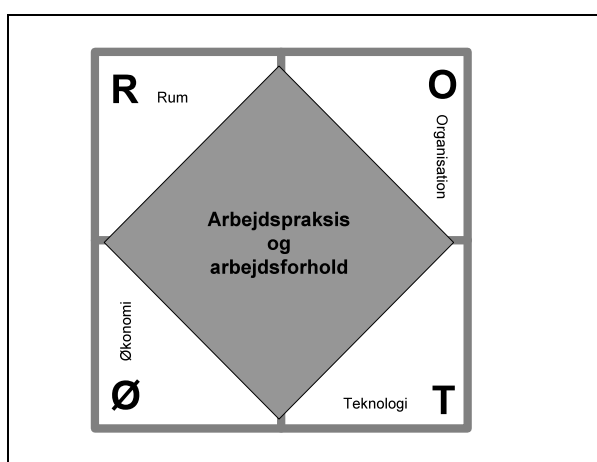 R Rum
O
Organisation
Arbejdspraksis
og
arbejdsforhold
Økonomi
Ø
Teknologi T